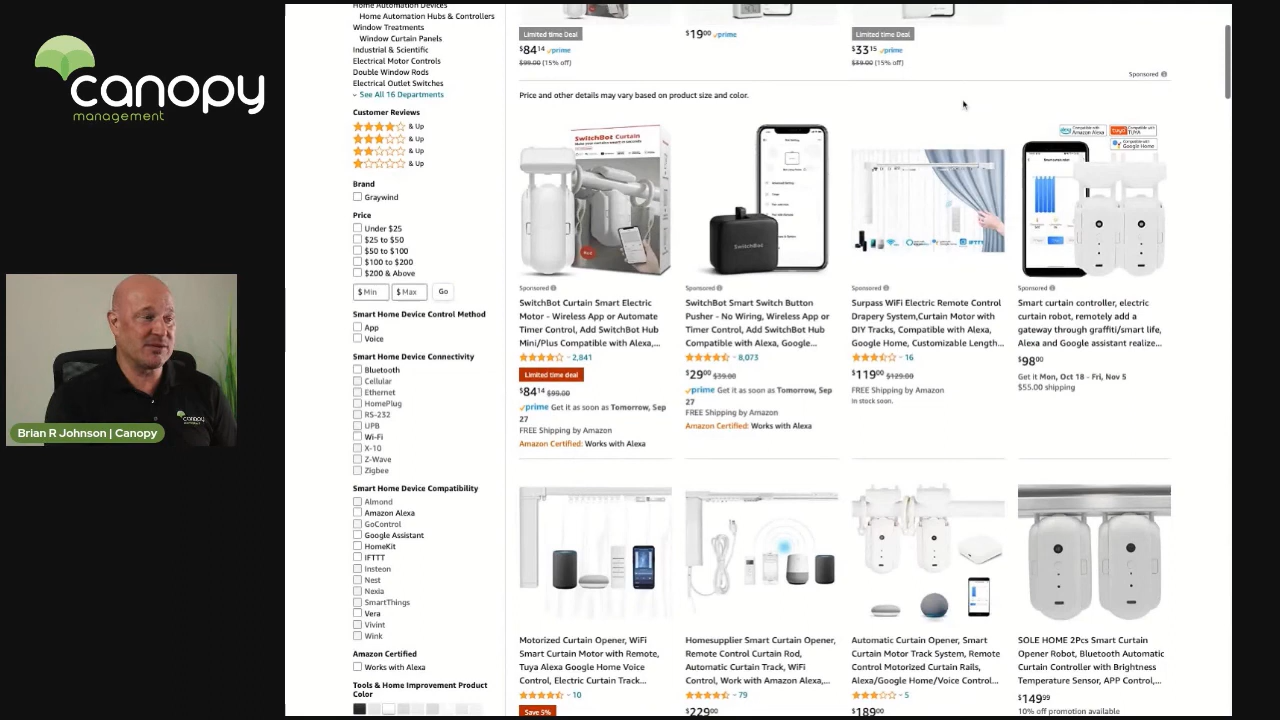 canopy
management
Brian R Johnson | Canopy
Home Automation Devices
Home Automation Hubs & Controllers
Window Treatments
Window Curtain Panels
Industrial & Scientific
Electrical Motor Controls
Double Window Rods
Electrical Outlet Switches
See All 16 Departments
Customer Reviews
& Up
& Up
& Up
& Up
Brand
Graywind
Price
Under $25
$25 to $50
$50 to $100
$100 to $200
$200 & Above
$ Min $ Max Go
Smart Home Device Control Method
App
Voice
Smart Home Device Connectivity
Bluetooth
Cellular
Ethernet
HomePlug
RS-232
UPB
Wi-Fi
X-10
Z-Wave
Zigbee
Smart Home Device Compatibility
Almond
Amazon Alexa
GoControl
Google Assistant
HomeKit
IFTTT
Insteon
Nest
Nexia
SmartThings
Vera
Vivint
Wink
Amazon Certified
Works with Alexa
Tools & Home Improvement Product
Color
Limited time Deal
$84.14 prime
$99.00 (15% off)
$19.00 prime
Limited time Deal
$33.15 prime
$39.00 (15% off)
Sponsored
Price and other details may vary based on product size and color.
SwitchBot Curtain
SwitchBot
Sponsored
SwitchBot Curtain Smart Electric
Motor - Wireless App or Automate
Timer Control, Add SwitchBot Hub
Mini/Plus Compatible with Alexa,...
2,841
Limited time deal
$84.14 $99.00
prime Get it as soon as Tomorrow, Sep
27
FREE Shipping by Amazon
Amazon Certified: Works with Alexa
Sponsored
SwitchBot Smart Switch Button
Pusher - No Wiring, Wireless App or
Timer Control, Add SwitchBot Hub
Compatible with Alexa, Google...
8,073
$29.00 $39.00
prime Get it as soon as Tomorrow, Sep
27
FREE Shipping by Amazon
Amazon Certified: Works with Alexa
Sponsored
Surpass WiFi Electric Remote Control
Drapery System,Curtain Motor with
DIY Tracks, Compatible with Alexa,
Google Home, Customizable Length...
16
$119.00 $129.00
FREE Shipping by Amazon
In stock soon.
Sponsored
Smart curtain controller, electric
curtain robot, remotely add a
gateway through graffiti/smart life,
Alexa and Google assistant realize...
$98.00
Get it Mon, Oct 18 - Fri, Nov 5
$55.00 shipping
Motorized Curtain Opener, WiFi
Smart Curtain Motor with Remote,
Tuya Alexa Google Home Voice
Control, Electric Curtain Track...
10
Save 5%
Homesupplier Smart Curtain Opener,
Remote Control Curtain Rod,
Automatic Curtain Track, WiFi
Control, Work with Amazon Alexa,...
79
$229.00
Automatic Curtain Opener, Smart
Curtain Motor Track System, Remote
Control Motorized Curtain Rails,
Alexa/Google Home/Voice Control...
5
$189.00
SOLE HOME 2Pcs Smart Curtain
Opener Robot, Bluetooth Automatic
Curtain Controller with Brightness
Temperature Sensor, APP Control,...
$149.99
10% off promotion available